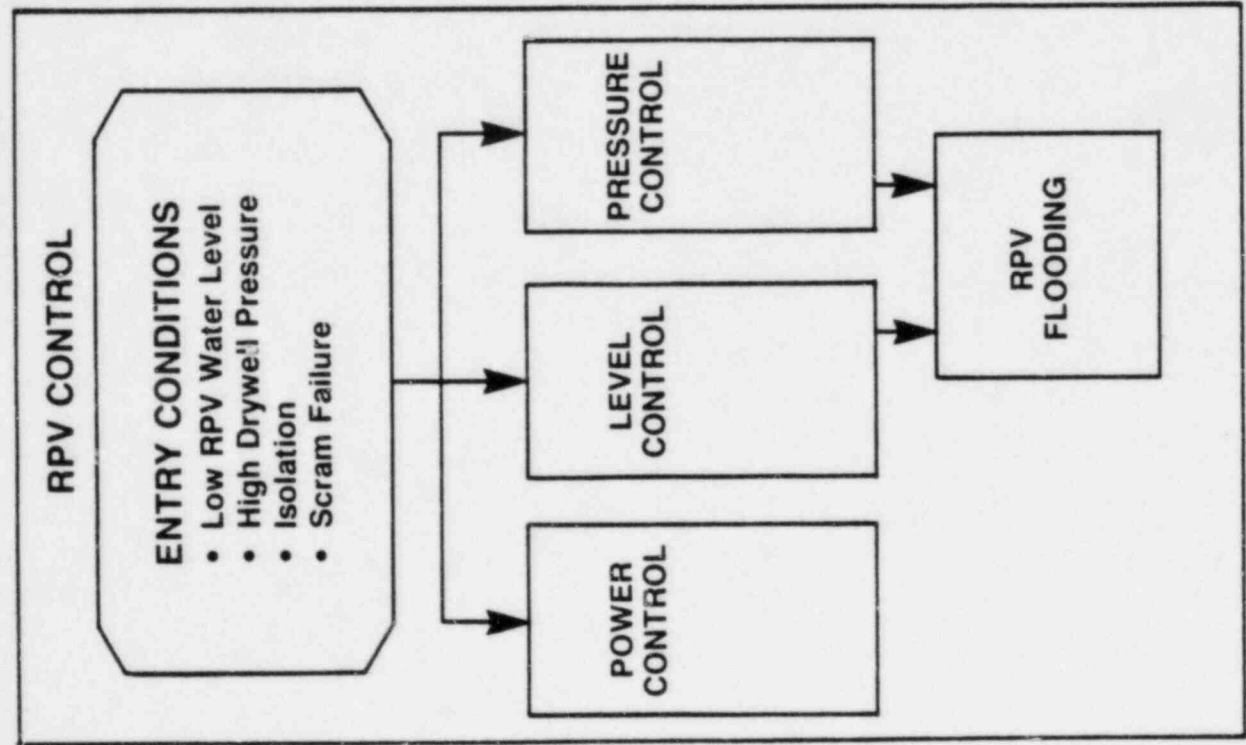 RPV CONTROL
ENTRY CONDITIONS
• Low RPV Water Level
• High Drywell Pressure
• Isolation
• Scram Failure
POWER
CONTROL
LEVEL
CONTROL
PRESSURE
CONTROL
RPV
FLOODING